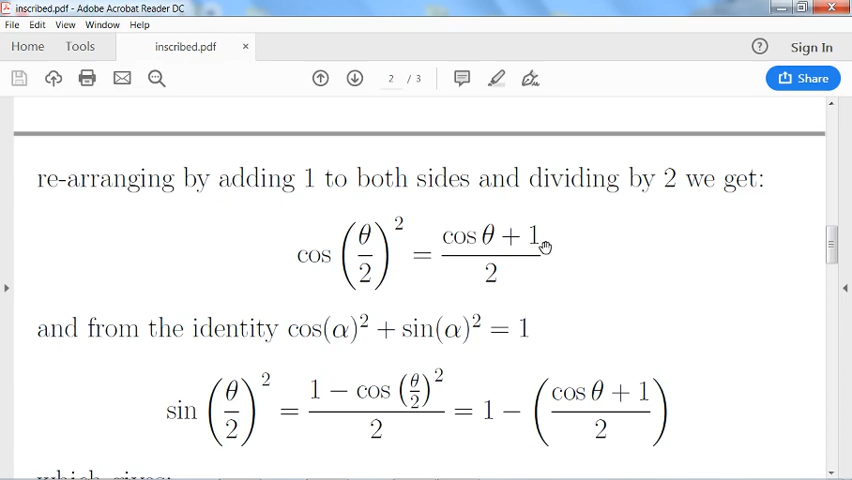 inscribed.pdf - Adobe Acrobat Reader DC
File Edit View Window Help
Home Tools inscribed.pdf × ? Sign In
2 / 3 Share
re-arranging by adding 1 to both sides and dividing by 2 we get:
cos (θ/2)² = (cos θ + 1)/2
and from the identity cos(α)² + sin(α)² = 1
sin (θ/2)² = (1 − cos (θ/2)²)/2 = 1 − ((cos θ + 1)/2)
which gives: